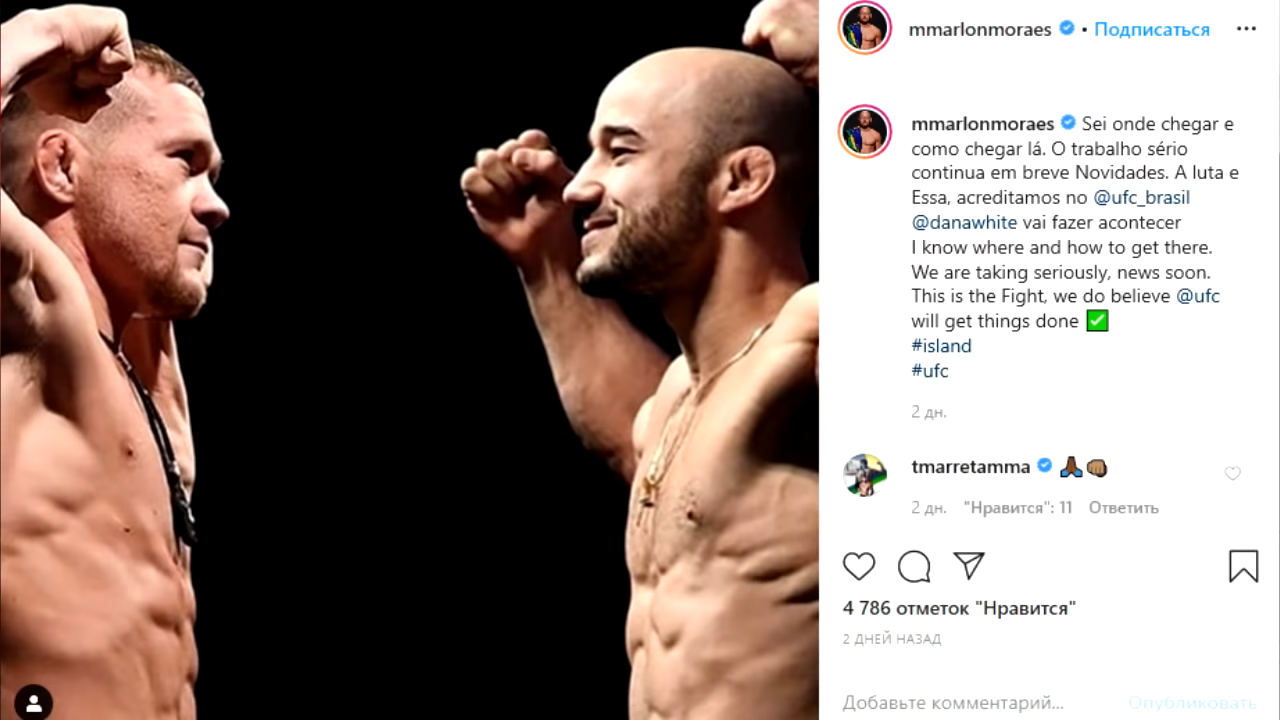 mmarlonmoraes • Подписаться
mmarlonmoraes Sei onde chegar e
como chegar lá. O trabalho sério
continua em breve Novidades. A luta e
Essa, acreditamos no @ufc_brasil
@danawhite vai fazer acontecer
I know where and how to get there.
We are taking seriously, news soon.
This is the Fight, we do believe @ufc
will get things done ✅
#island
#ufc
2 дн.
tmarretamma 🙏🏾👊🏽
2 дн. "Нравится": 11 Ответить
4 786 отметок "Нравится"
2 ДНЕЙ НАЗАД
Добавьте комментарий... Опубликовать